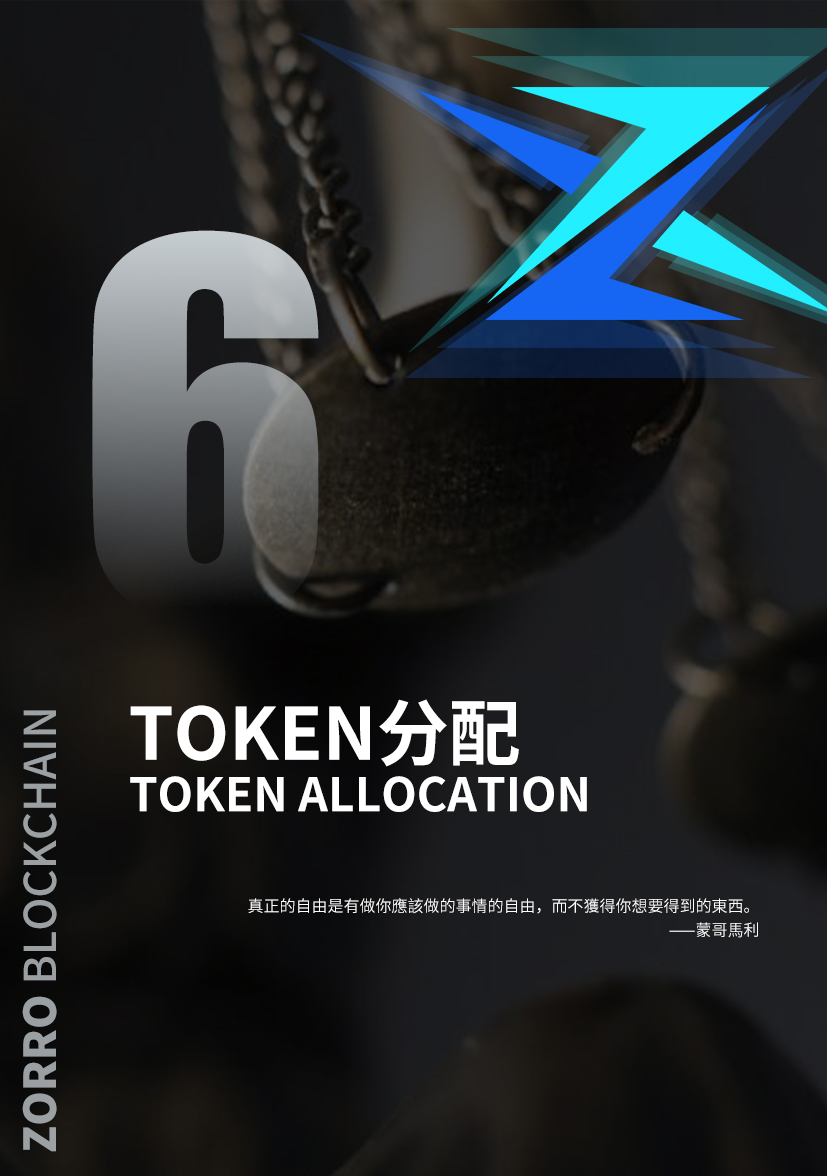 6
TOKEN分配
TOKEN ALLOCATION
真正的自由是有做你應該做的事情的自由，而不獲得你想要得到的東西。
——蒙哥馬利
ZORRO BLOCKCHAIN